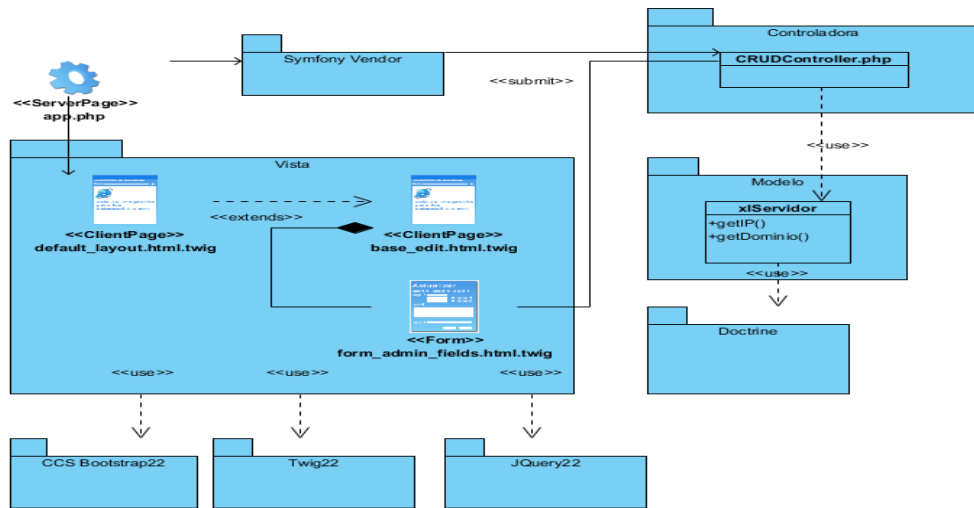 Controladora
Symfony Vendor
CRUDController.php
<<submit>>
<<ServerPage>>
app.php
<<use>>
Vista
Modelo
xlServidor
+getIP()
+getDominio()
<<extends>>
<<ClientPage>>
default_layout.html.twig
<<ClientPage>>
base_edit.html.twig
<<use>>
Doctrine
<<Form>>
form_admin_fields.html.twig
<<use>>
<<use>>
<<use>>
CCS Bootstrap22
Twig22
JQuery22